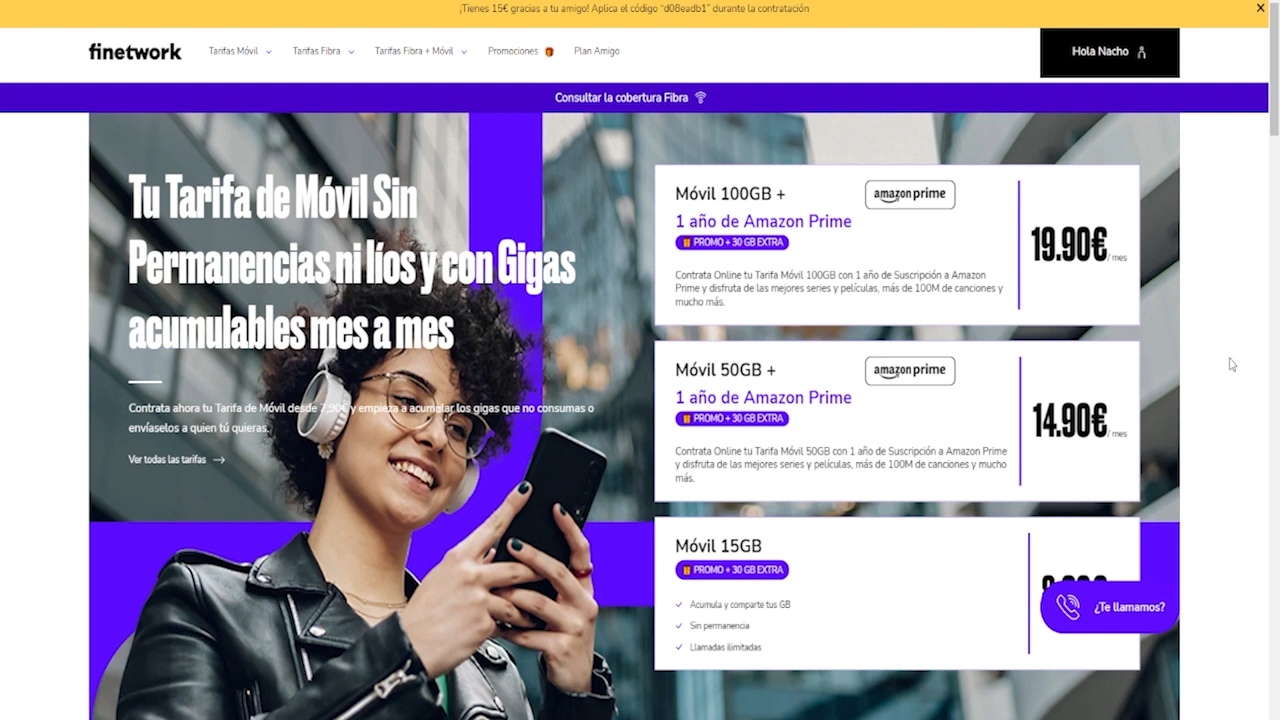 ¡Tienes 15€ gracias a tu amigo! Aplica el código "d08eadb1" durante la contratación
finetwork
Tarifas Móvil
Tarifas Fibra
Tarifas Fibra + Móvil
Promociones
Plan Amigo
Hola Nacho
Consultar la cobertura Fibra
Tu Tarifa de Móvil Sin
Permanencias ni líos y con Gigas
acumulables mes a mes
Contrata ahora tu Tarifa de Móvil desde 7,90€ y empieza a acumular los gigas que no consumas o
envíaselos a quien tú quieras.
Ver todas las tarifas
Móvil 100GB +
amazon prime
1 año de Amazon Prime
PROMO + 30 GB EXTRA
Contrata Online tu Tarifa Móvil 100GB con 1 año de Suscripción a Amazon
Prime y disfruta de las mejores series y películas, más de 100M de canciones y
mucho más.
19.90€/ mes
Móvil 50GB +
amazon prime
1 año de Amazon Prime
PROMO + 30 GB EXTRA
Contrata Online tu Tarifa Móvil 50GB con 1 año de Suscripción a Amazon Prime
y disfruta de las mejores series y películas, más de 100M de canciones y mucho
más.
14.90€/ mes
Móvil 15GB
PROMO + 30 GB EXTRA
Acumula y comparte tus GB
Sin permanencia
Llamadas ilimitadas
¿Te llamamos?